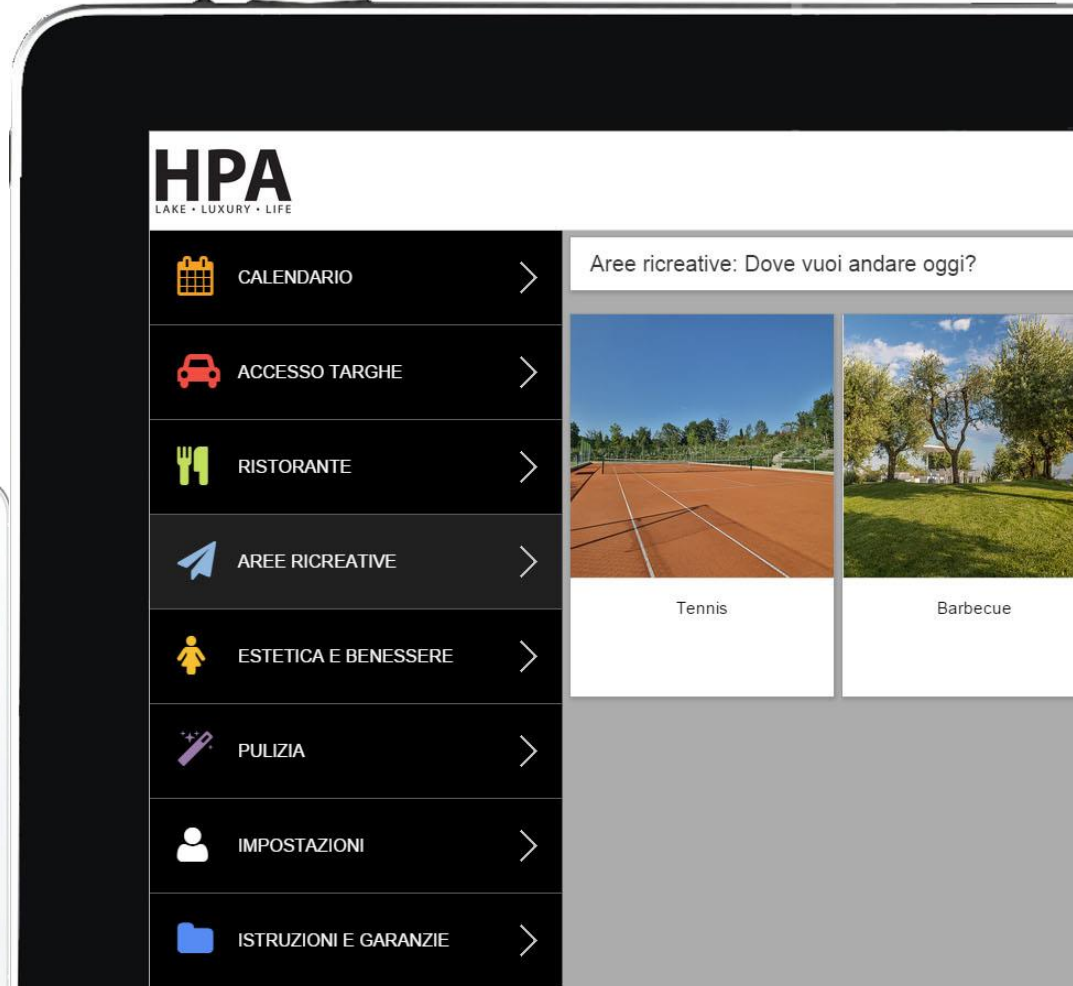 HPA
LAKE • LUXURY • LIFE
CALENDARIO
ACCESSO TARGHE
RISTORANTE
AREE RICREATIVE
ESTETICA E BENESSERE
PULIZIA
IMPOSTAZIONI
ISTRUZIONI E GARANZIE
Aree ricreative: Dove vuoi andare oggi?
Tennis
Barbecue